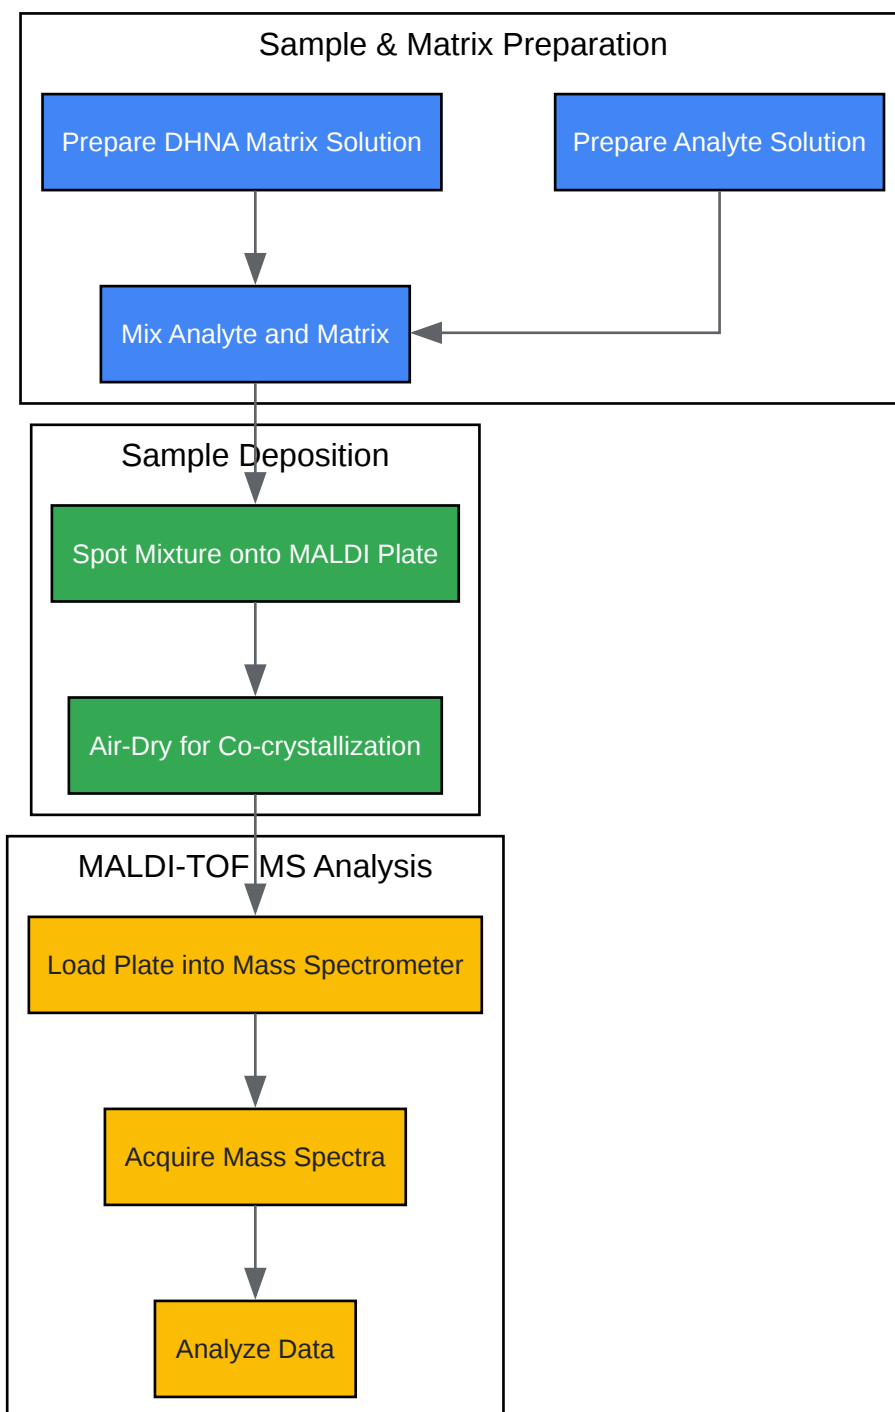 Sample & Matrix Preparation
Prepare DHNA Matrix Solution
Prepare Analyte Solution
Mix Analyte and Matrix
Sample Deposition
Spot Mixture onto MALDI Plate
Air-Dry for Co-crystallization
MALDI-TOF MS Analysis
Load Plate into Mass Spectrometer
Acquire Mass Spectra
Analyze Data